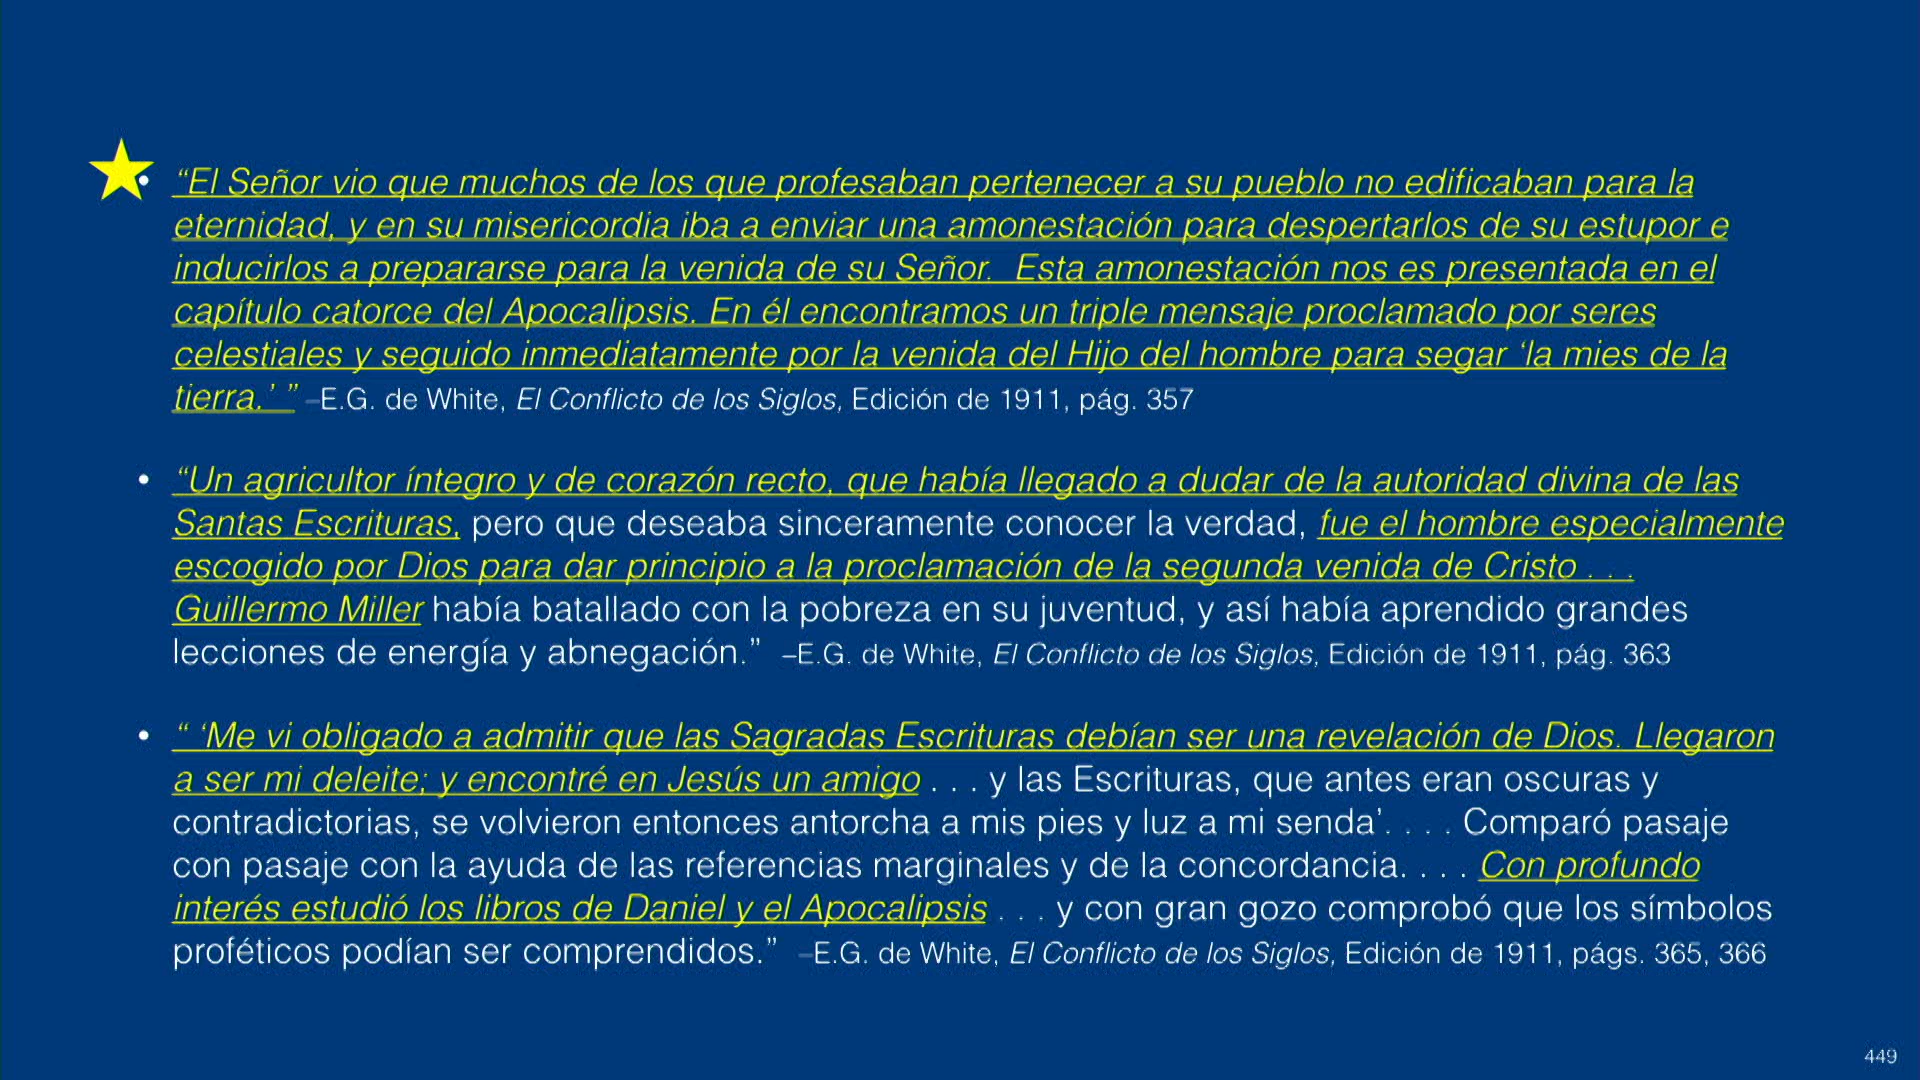 • “El Señor vio que muchos de los que profesaban pertenecer a su pueblo no edificaban para la
eternidad, y en su misericordia iba a enviar una amonestación para despertarlos de su estupor e
inducirlos a prepararse para la venida de su Señor.  Esta amonestación nos es presentada en el
capítulo catorce del Apocalipsis. En él encontramos un triple mensaje proclamado por seres
celestiales y seguido inmediatamente por la venida del Hijo del hombre para segar ‘la mies de la
tierra.’ ” –E.G. de White, El Conflicto de los Siglos, Edición de 1911, pág. 357
• “Un agricultor íntegro y de corazón recto, que había llegado a dudar de la autoridad divina de las
Santas Escrituras, pero que deseaba sinceramente conocer la verdad, fue el hombre especialmente
escogido por Dios para dar principio a la proclamación de la segunda venida de Cristo . . .
Guillermo Miller había batallado con la pobreza en su juventud, y así había aprendido grandes
lecciones de energía y abnegación.”  –E.G. de White, El Conflicto de los Siglos, Edición de 1911, pág. 363
• “ ‘Me vi obligado a admitir que las Sagradas Escrituras debían ser una revelación de Dios. Llegaron
a ser mi deleite; y encontré en Jesús un amigo . . . y las Escrituras, que antes eran oscuras y
contradictorias, se volvieron entonces antorcha a mis pies y luz a mi senda’. . . . Comparó pasaje
con pasaje con la ayuda de las referencias marginales y de la concordancia. . . . Con profundo
interés estudió los libros de Daniel y el Apocalipsis . . . y con gran gozo comprobó que los símbolos
proféticos podían ser comprendidos.”  –E.G. de White, El Conflicto de los Siglos, Edición de 1911, págs. 365, 366
449